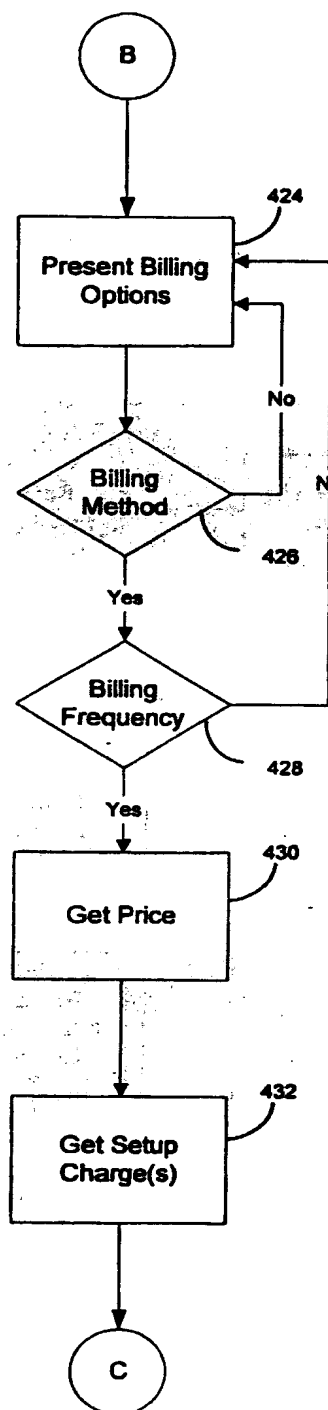 B
424
Present Billing
Options
No
N
Billing
Method
426
Yes
Billing
Frequency
428
Yes
430
Get Price
432
Get Setup
Charge(s)
C